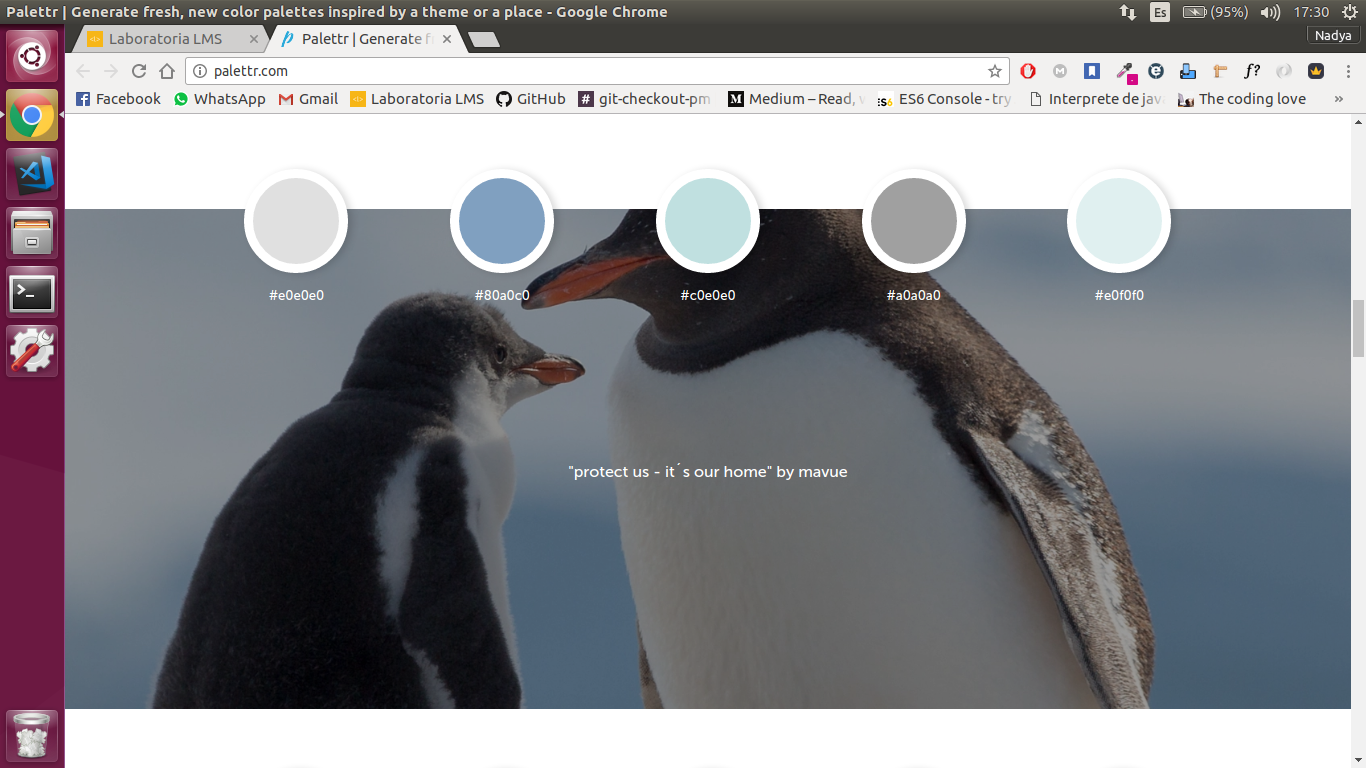 Palettr | Generate fresh, new color palettes inspired by a theme or a place - Google Chrome
Es
(95%)
17:30
Laboratoria LMS
Palettr | Generate f
Nadya
palettr.com
f?
Facebook
WhatsApp
Gmail
Laboratoria LMS
GitHub
git-checkout-pm
Medium – Read,
ES6 Console - try
Interprete de jav
The coding love
»
#e0e0e0
#80a0c0
#c0e0e0
#a0a0a0
#e0f0f0
"protect us - it´s our home" by mavue